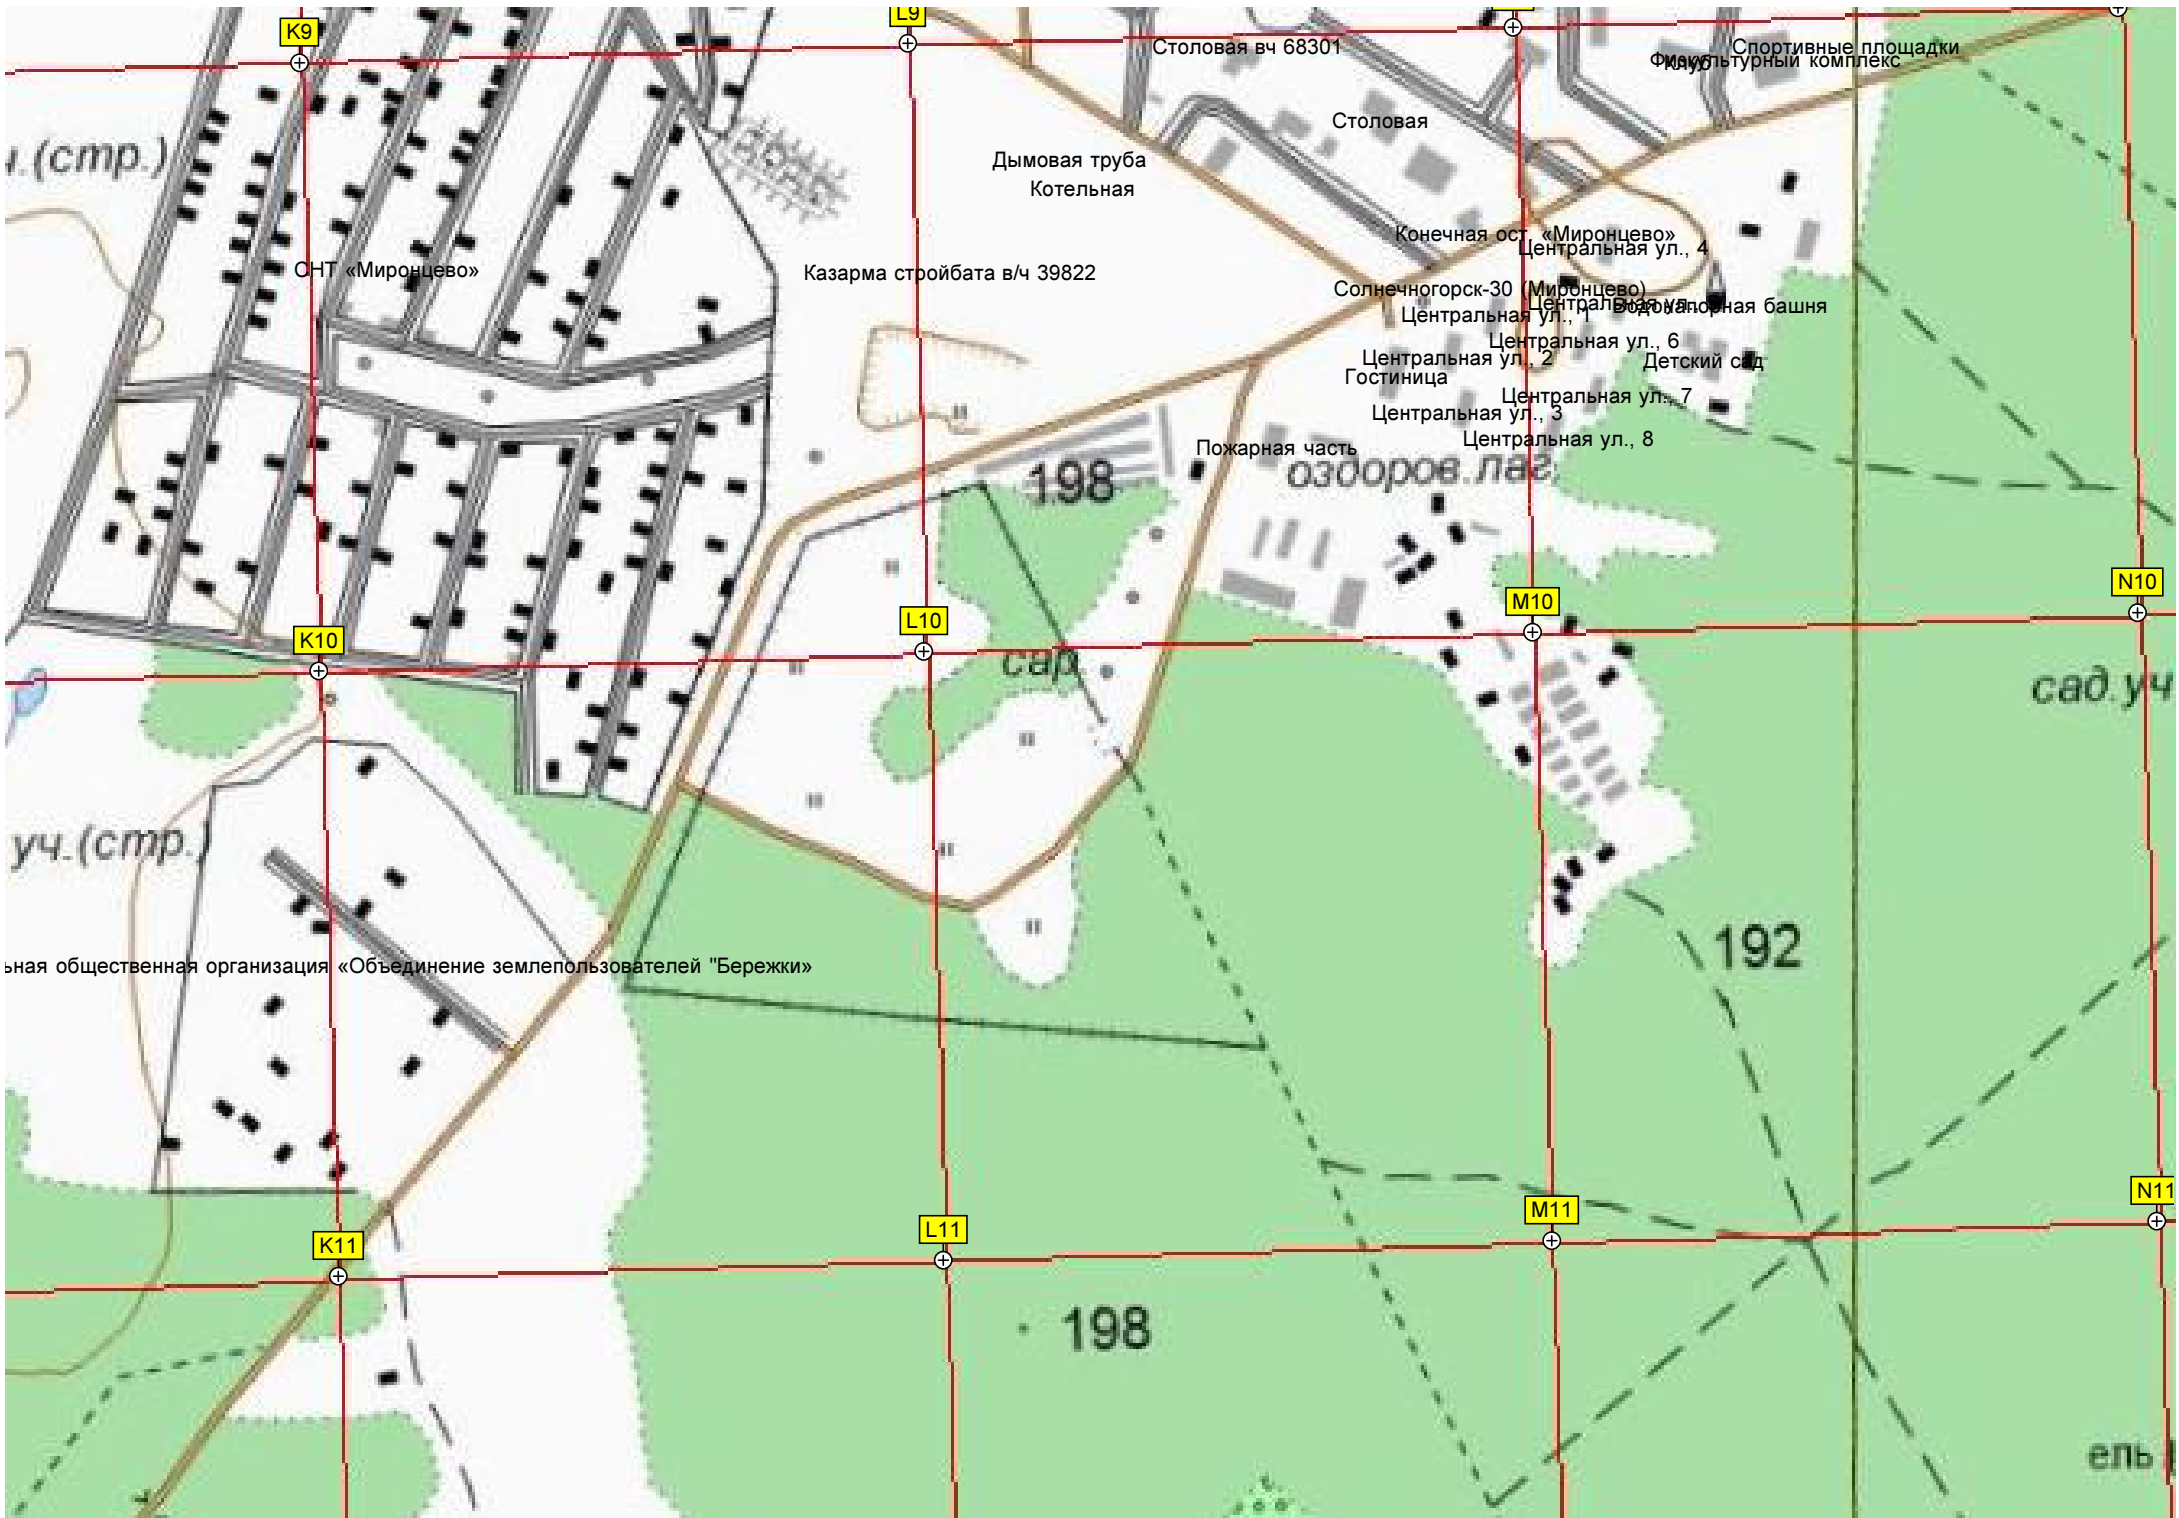 K9
L9
Столовая вч 68301
Спортивные площадки
Клуб
Физкультурный комплекс
ч.(стр.)
Столовая
Дымовая труба
Котельная
Конечная ост. «Миронцево»
Центральная ул., 4
СНТ «Миронцево»
Казарма стройбата в/ч 39822
Солнечногорск-30 (Миронцево)
Центральная ул.,
Водонапорная башня
Центральная ул., 1
Центральная ул., 6
Центральная ул., 2
Детский сад
Гостиница
Центральная ул., 7
Центральная ул., 3
Центральная ул., 8
Пожарная часть
198
оздоров.лаг.
N10
M10
L10
K10
сар.
сад.уч
уч.(стр.)
192
ьная общественная организация «Объединение землепользователей "Бережки»
N11
M11
L11
K11
198
ель